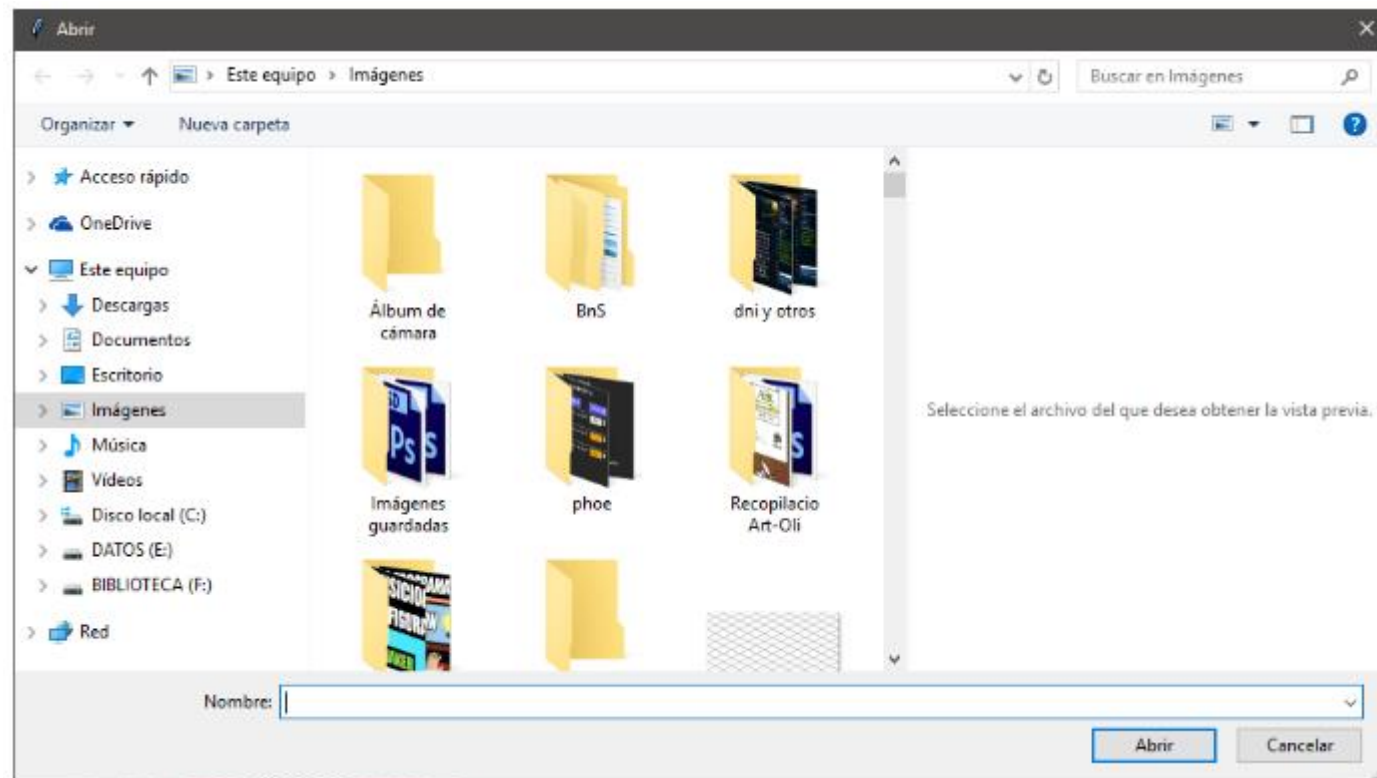 Abrir
Este equipo > Imágenes
Buscar en Imágenes
Organizar
Nueva carpeta
Acceso rápido
OneDrive
Este equipo
Descargas
Documentos
Escritorio
Imágenes
Música
Vídeos
Disco local (C:)
DATOS (E:)
BIBLIOTECA (F:)
Red
Álbum de
cámara
BnS
dni y otros
Imágenes
guardadas
phoe
Recopilacio
Art-Oli
Seleccione el archivo del que desea obtener la vista previa.
Nombre:
Abrir
Cancelar